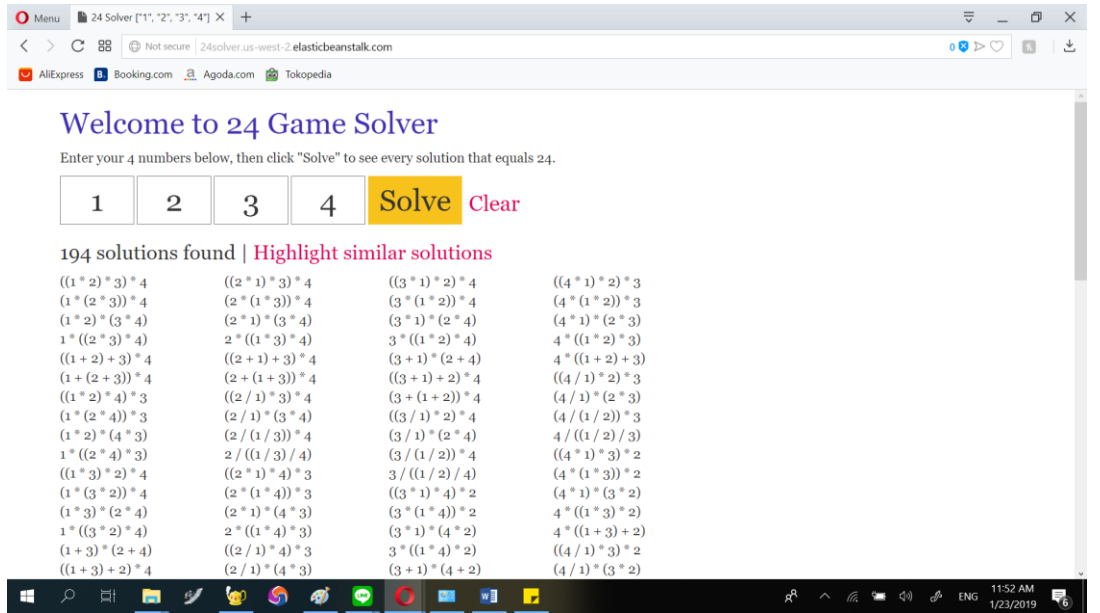 Menu
24 Solver ["1", "2", "3", "4"]
Not secure 24solver.us-west-2.elasticbeanstalk.com
0
AliExpress B. Booking.com a Agoda.com Tokopedia
Welcome to 24 Game Solver
Enter your 4 numbers below, then click "Solve" to see every solution that equals 24.
1 2 3 4 Solve Clear
194 solutions found | Highlight similar solutions
((1 * 2) * 3) * 4 ((2 * 1) * 3) * 4 ((3 * 1) * 2) * 4 ((4 * 1) * 2) * 3
(1 * (2 * 3)) * 4 (2 * (1 * 3)) * 4 (3 * (1 * 2)) * 4 (4 * (1 * 2)) * 3
(1 * 2) * (3 * 4) (2 * 1) * (3 * 4) (3 * 1) * (2 * 4) (4 * 1) * (2 * 3)
1 * ((2 * 3) * 4) 2 * ((1 * 3) * 4) 3 * ((1 * 2) * 4) 4 * ((1 * 2) * 3)
((1 + 2) + 3) * 4 ((2 + 1) + 3) * 4 (3 + 1) * (2 + 4) 4 * ((1 + 2) + 3)
(1 + (2 + 3)) * 4 (2 + (1 + 3)) * 4 ((3 + 1) + 2) * 4 ((4 / 1) * 2) * 3
((1 * 2) * 4) * 3 ((2 / 1) * 3) * 4 (3 + (1 + 2)) * 4 (4 / 1) * (2 * 3)
(1 * (2 * 4)) * 3 (2 / 1) * (3 * 4) ((3 / 1) * 2) * 4 (4 / (1 / 2)) * 3
(1 * 2) * (4 * 3) (2 / (1 / 3)) * 4 (3 / 1) * (2 * 4) 4 / ((1 / 2) / 3)
1 * ((2 * 4) * 3) 2 / ((1 / 3) / 4) (3 / (1 / 2)) * 4 ((4 * 1) * 3) * 2
((1 * 3) * 2) * 4 ((2 * 1) * 4) * 3 3 / ((1 / 2) / 4) (4 * (1 * 3)) * 2
(1 * (3 * 2)) * 4 (2 * (1 * 4)) * 3 ((3 * 1) * 4) * 2 (4 * 1) * (3 * 2)
(1 * 3) * (2 * 4) (2 * 1) * (4 * 3) (3 * (1 * 4)) * 2 4 * ((1 * 3) * 2)
1 * ((3 * 2) * 4) 2 * ((1 * 4) * 3) (3 * 1) * (4 * 2) 4 * ((1 + 3) + 2)
(1 + 3) * (2 + 4) ((2 / 1) * 4) * 3 3 * ((1 * 4) * 2) ((4 / 1) * 3) * 2
((1 + 3) + 2) * 4 (2 / 1) * (4 * 3) (3 + 1) * (4 + 2) (4 / 1) * (3 * 2)
LINE
W
ENG
11:52 AM
1/23/2019
6